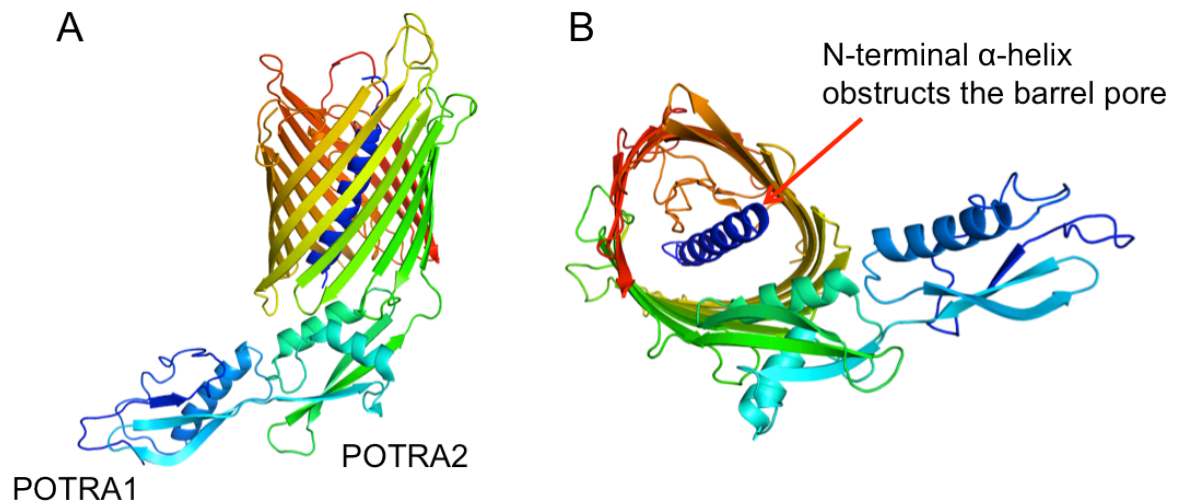 A
B
N-terminal α-helix
obstructs the barrel pore
POTRA2
POTRA1